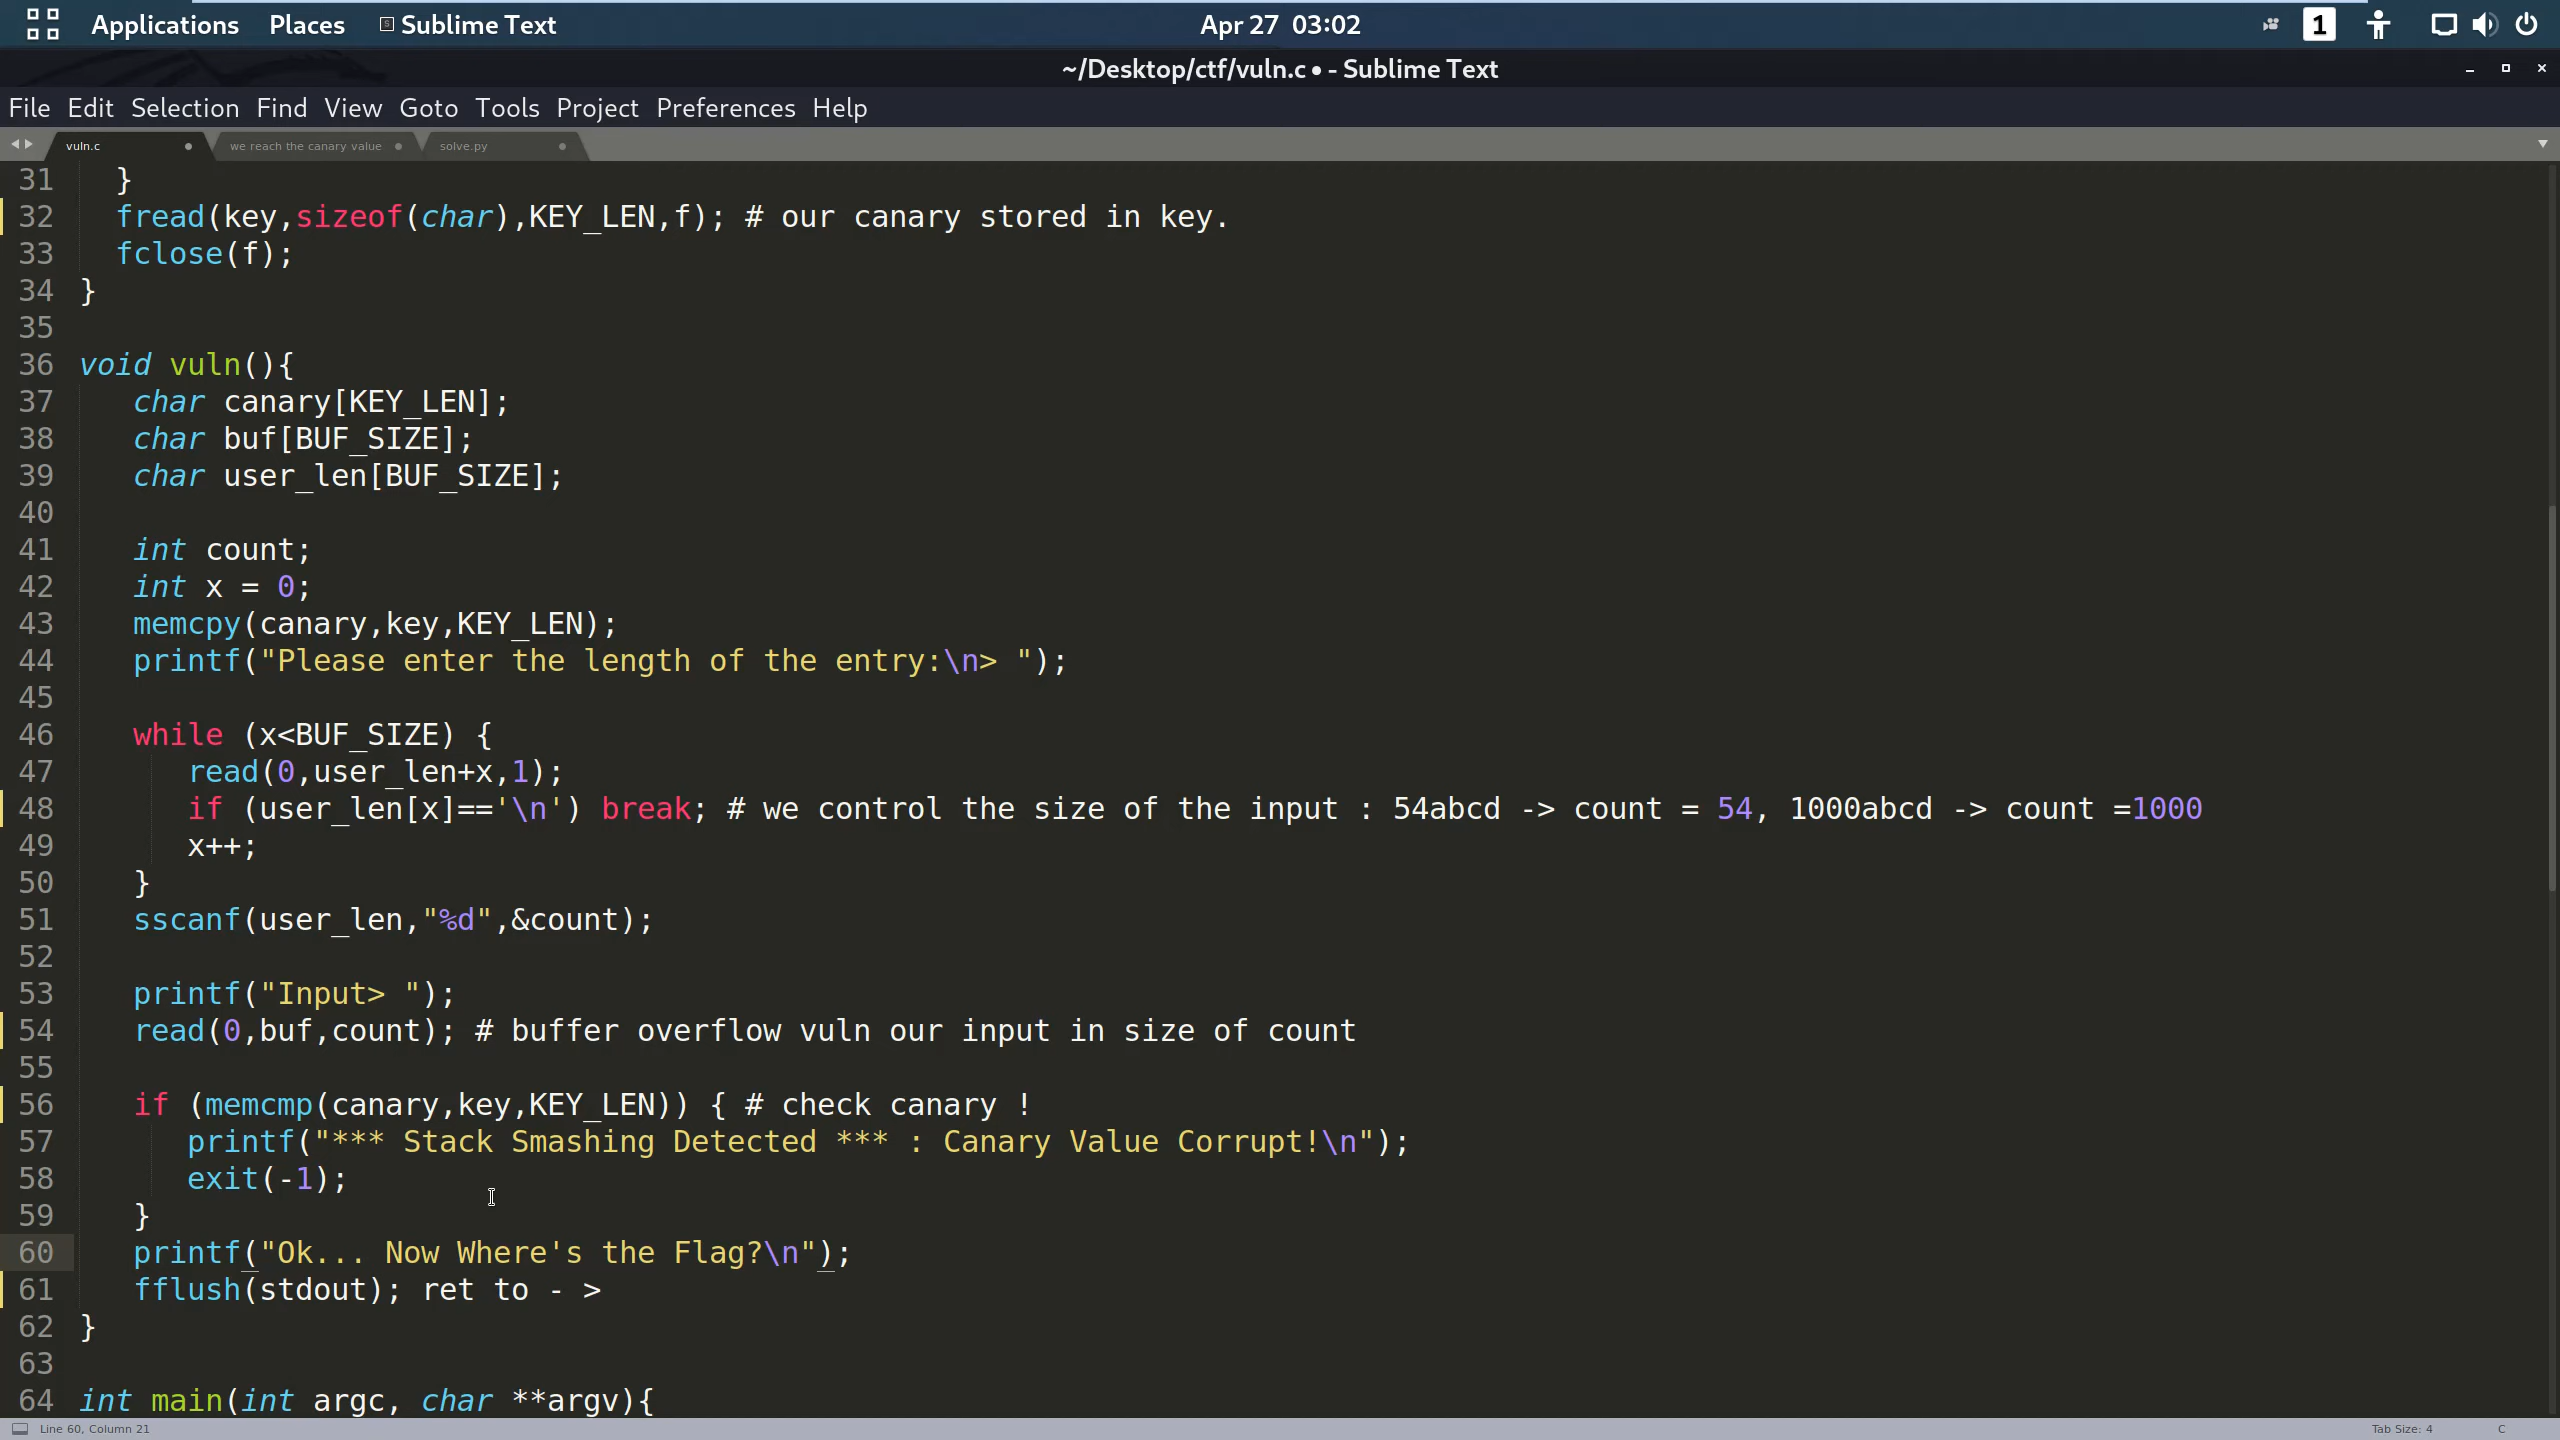 Applications Places Sublime Text Apr 27 03:02 1
~/Desktop/ctf/vuln.c • - Sublime Text
File Edit Selection Find View Goto Tools Project Preferences Help
vuln.c we reach the canary value solve.py
31 }
32 fread(key,sizeof(char),KEY_LEN,f); # our canary stored in key.
33 fclose(f);
34 }
35
36 void vuln(){
37 char canary[KEY_LEN];
38 char buf[BUF_SIZE];
39 char user_len[BUF_SIZE];
40
41 int count;
42 int x = 0;
43 memcpy(canary,key,KEY_LEN);
44 printf("Please enter the length of the entry:\n> ");
45
46 while (x<BUF_SIZE) {
47 read(0,user_len+x,1);
48 if (user_len[x]=='\n') break; # we control the size of the input : 54abcd -> count = 54, 1000abcd -> count =1000
49 x++;
50 }
51 sscanf(user_len,"%d",&count);
52
53 printf("Input> ");
54 read(0,buf,count); # buffer overflow vuln our input in size of count
55
56 if (memcmp(canary,key,KEY_LEN)) { # check canary !
57 printf("*** Stack Smashing Detected *** : Canary Value Corrupt!\n");
58 exit(-1);
59 }
60 printf("Ok... Now Where's the Flag?\n");
61 fflush(stdout); ret to - >
62 }
63
64 int main(int argc, char **argv){
Line 60, Column 21 Tab Size: 4 C